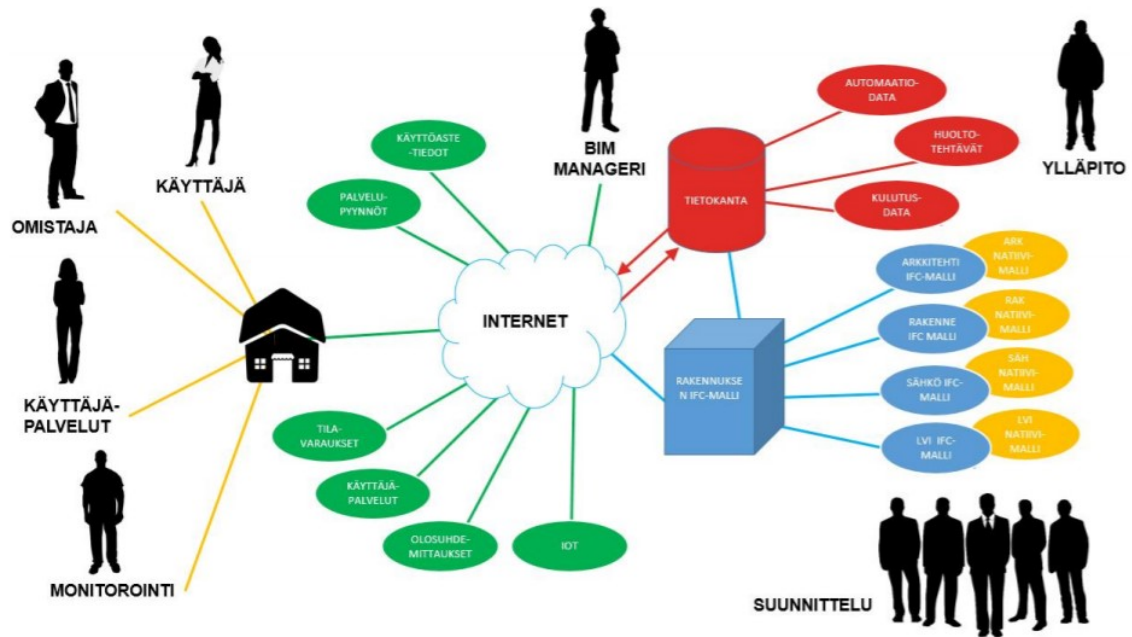 OMISTAJA
KÄYTTÄJÄ
KÄYTTÄJÄ-
PALVELUT
MONITOROINTI
KÄYTTÖASTE
-TIEDOT
PALVELU-
PYYNNÖT
INTERNET
TILA-
VARAUKSET
KÄYTTÄJÄ-
PALVELUT
OLOSUHDE-
MITTAUKSET
IOT
BIM
MANAGERI
TIETOKANTA
AUTOMAATIO-
DATA
HUOLTO-
TEHTÄVÄT
KULUTUS-
DATA
YLLÄPITO
RAKENNUKSE
N IFC-MALLI
ARKKITEHTI
IFC-MALLI
ARK
NATIIVI-
MALLI
RAKENNE
IFC MALLI
RAK
NATIIVI-
MALLI
SÄHKÖ IFC-
MALLI
SÄH
NATIIVI-
MALLI
LVI IFC-
MALLI
LVI
NATIIVI-
MALLI
SUUNNITTELU